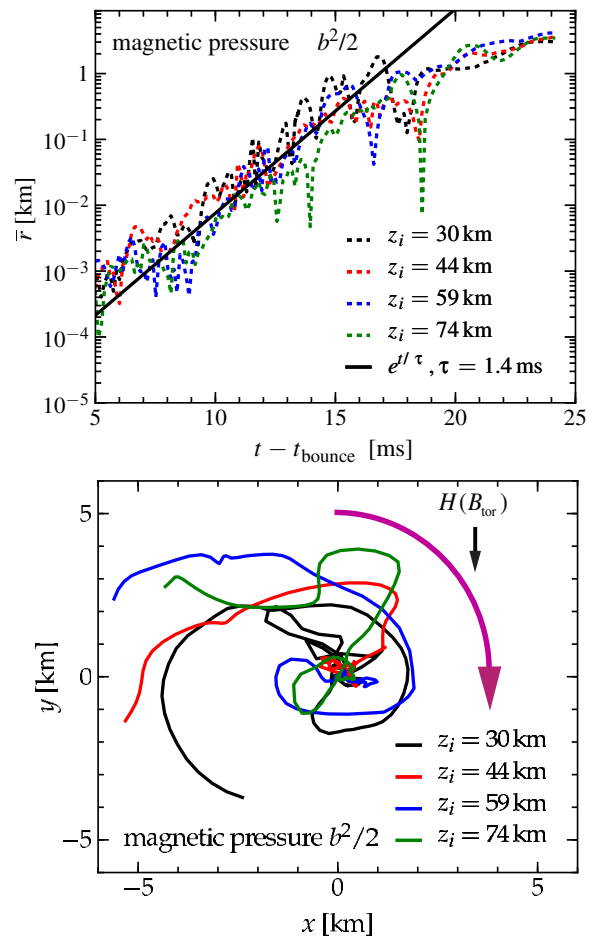 magnetic pressure b²/2
1
10⁻¹
10⁻²
10⁻³
10⁻⁴
10⁻⁵
r̄ [km]
z_i = 30 km
z_i = 44 km
z_i = 59 km
z_i = 74 km
e^{t/τ}, τ = 1.4 ms
5 10 15 20 25
t − t_bounce [ms]
H(B_tor)
5
0
−5
y [km]
z_i = 30 km
z_i = 44 km
z_i = 59 km
z_i = 74 km
magnetic pressure b²/2
−5 0 5
x [km]